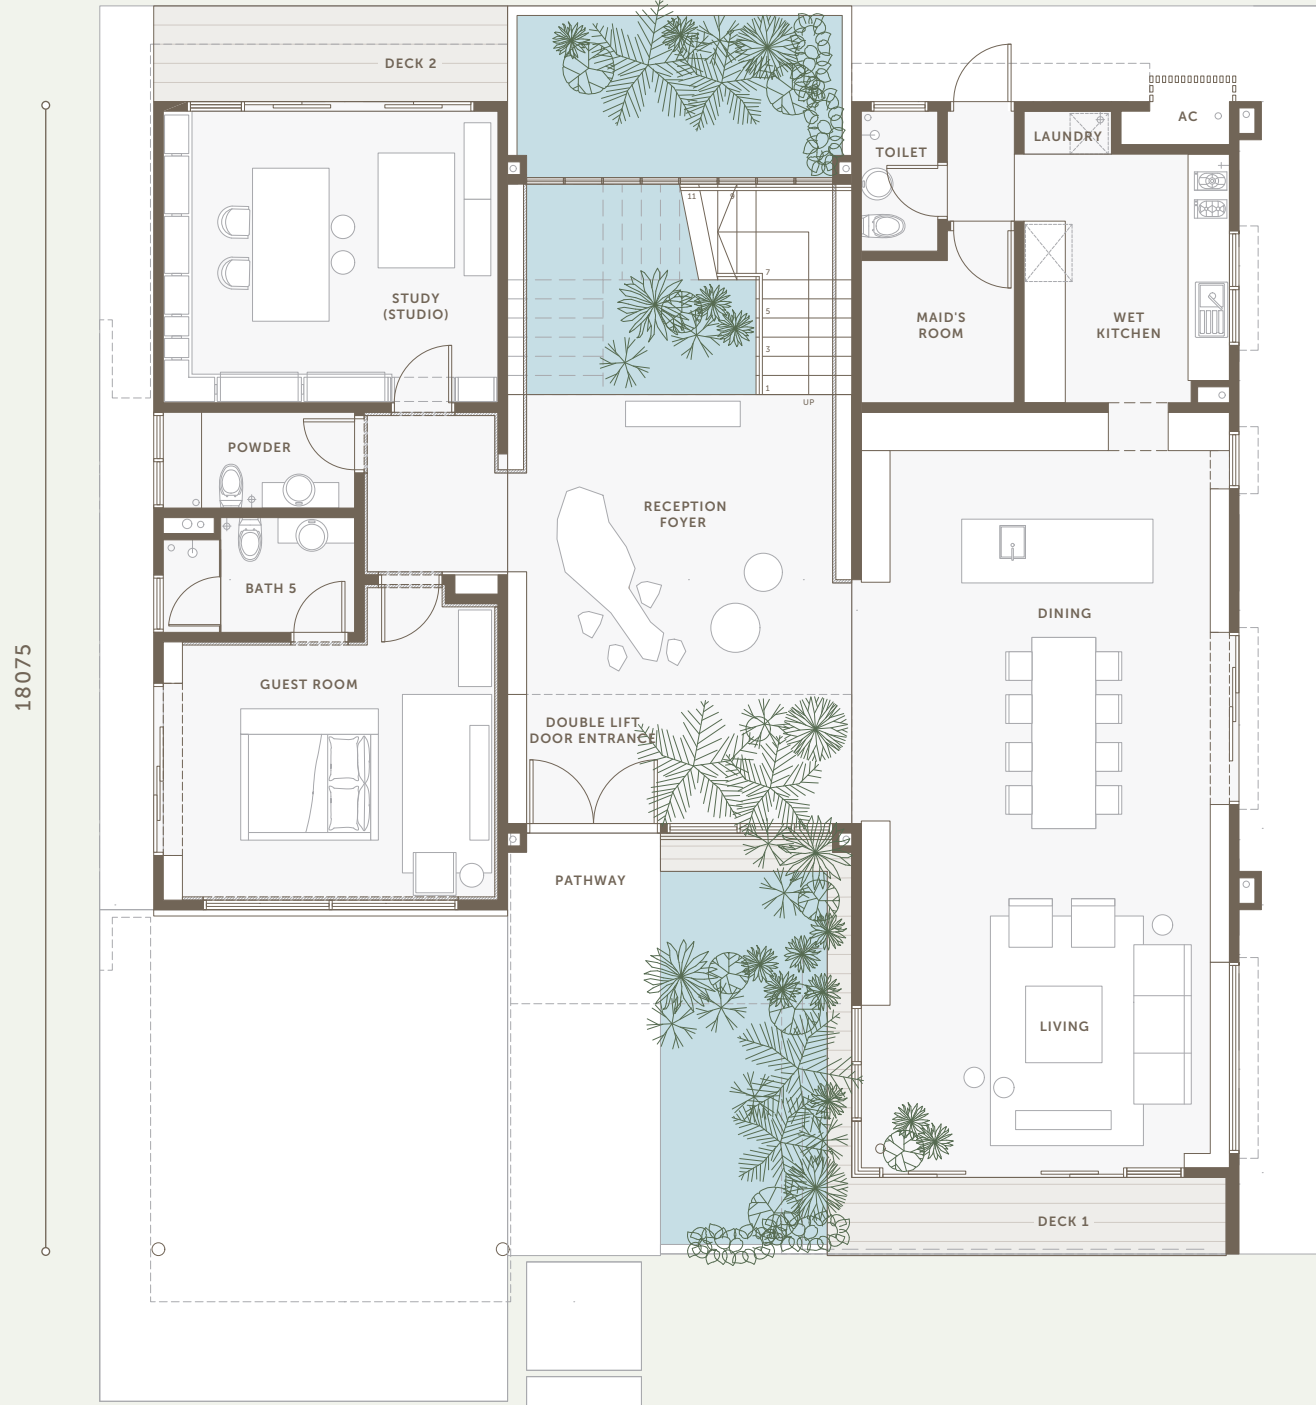 DECK 2
AC
LAUNDRY
TOILET
11
9
7
5
3
1
UP
STUDY
(STUDIO)
MAID'S
ROOM
WET
KITCHEN
POWDER
RECEPTION
FOYER
BATH 5
DINING
18075
GUEST ROOM
DOUBLE LIFT
DOOR ENTRANCE
PATHWAY
LIVING
DECK 1